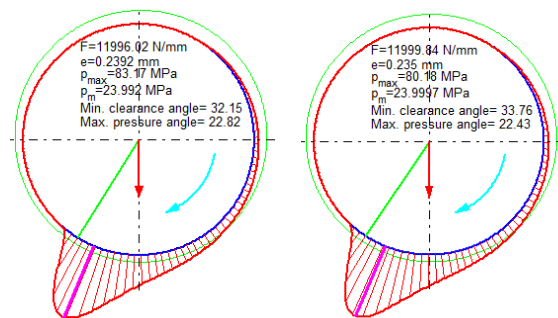 F=11996.02 N/mm
e=0.2392 mm
pmax=83.17 MPa
pm=23.992 MPa
Min. clearance angle= 32.15
Max. pressure angle= 22.82
F=11999.84 N/mm
e=0.235 mm
pmax=80.18 MPa
pm=23.9997 MPa
Min. clearance angle= 33.76
Max. pressure angle= 22.43